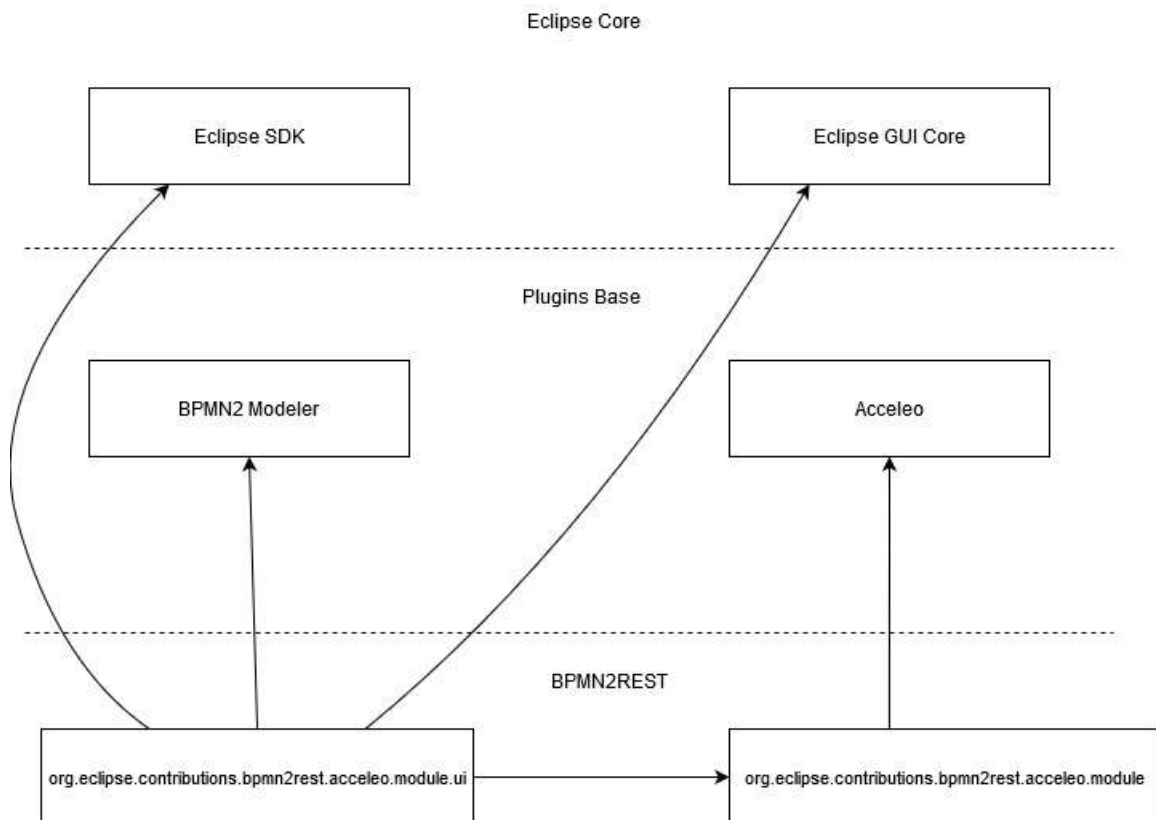 Eclipse Core
Eclipse SDK
Eclipse GUI Core
Plugins Base
BPMN2 Modeler
Acceleo
BPMN2REST
org.eclipse.contributions.bpmn2rest.acceleo.module.ui
org.eclipse.contributions.bpmn2rest.acceleo.module